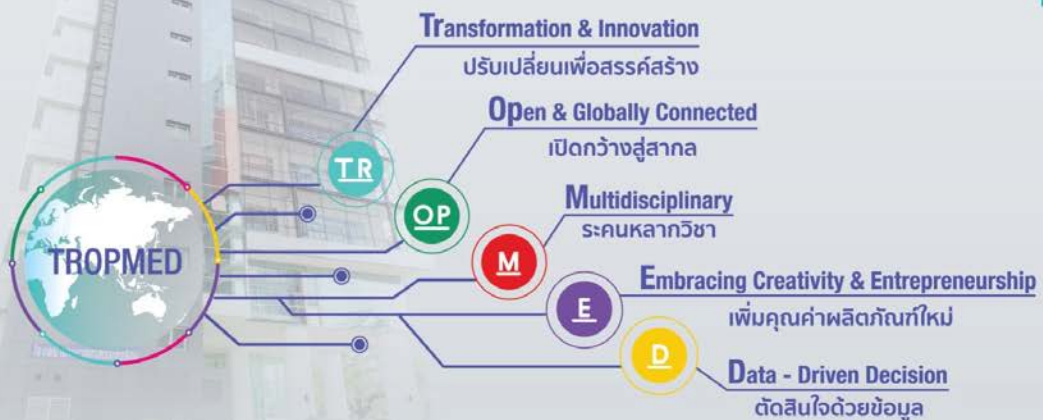 Transformation & Innovation
ปรับเปลี่ยนเพื่อสรรค์สร้าง
Open & Globally Connected
เปิดกว้างสู่สากล
TR
OP
Multidisciplinary
ระคนหลากวิชา
TROPMED
M
Embracing Creativity & Entrepreneurship
เพิ่มคุณค่าผลิตภัณฑ์ใหม่
E
D
Data - Driven Decision
ตัดสินใจด้วยข้อมูล